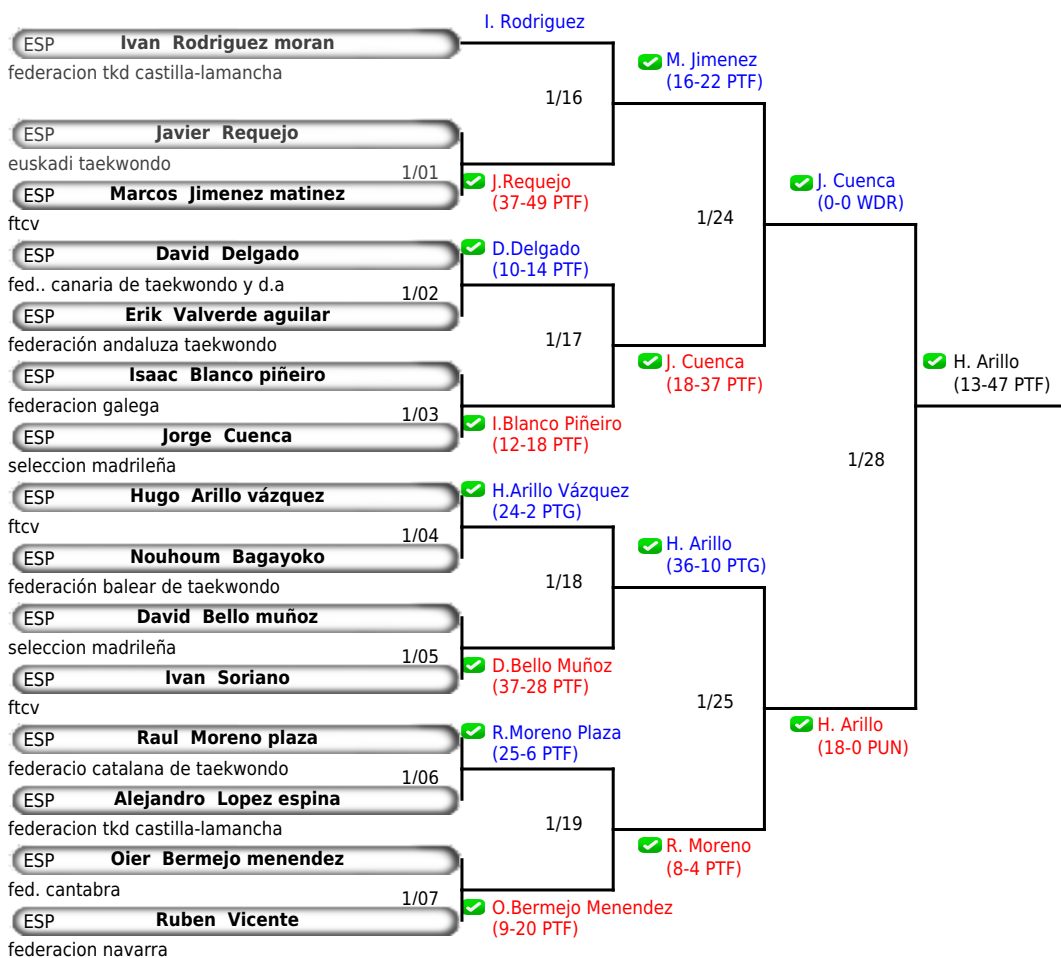 I. Rodriguez
ESP Ivan Rodriguez moran
federacion tkd castilla-lamancha
M. Jimenez
(16-22 PTF)
1/16
ESP Javier Requejo
euskadi taekwondo
1/01
J.Requejo
(37-49 PTF)
ESP Marcos Jimenez matinez
ftcv
J. Cuenca
(0-0 WDR)
1/24
ESP David Delgado
fed.. canaria de taekwondo y d.a
1/02
D.Delgado
(10-14 PTF)
ESP Erik Valverde aguilar
federación andaluza taekwondo
1/17
ESP Isaac Blanco piñeiro
federacion galega
1/03
J. Cuenca
(18-37 PTF)
H. Arillo
(13-47 PTF)
I.Blanco Piñeiro
(12-18 PTF)
ESP Jorge Cuenca
seleccion madrileña
1/28
ESP Hugo Arillo vázquez
ftcv
1/04
H.Arillo Vázquez
(24-2 PTG)
ESP Nouhoum Bagayoko
federación balear de taekwondo
H. Arillo
(36-10 PTG)
1/18
ESP David Bello muñoz
seleccion madrileña
1/05
D.Bello Muñoz
(37-28 PTF)
ESP Ivan Soriano
ftcv
1/25
H. Arillo
(18-0 PUN)
ESP Raul Moreno plaza
federacio catalana de taekwondo
1/06
R.Moreno Plaza
(25-6 PTF)
ESP Alejandro Lopez espina
federacion tkd castilla-lamancha
1/19
R. Moreno
(8-4 PTF)
ESP Oier Bermejo menendez
fed. cantabra
1/07
O.Bermejo Menendez
(9-20 PTF)
ESP Ruben Vicente
federacion navarra